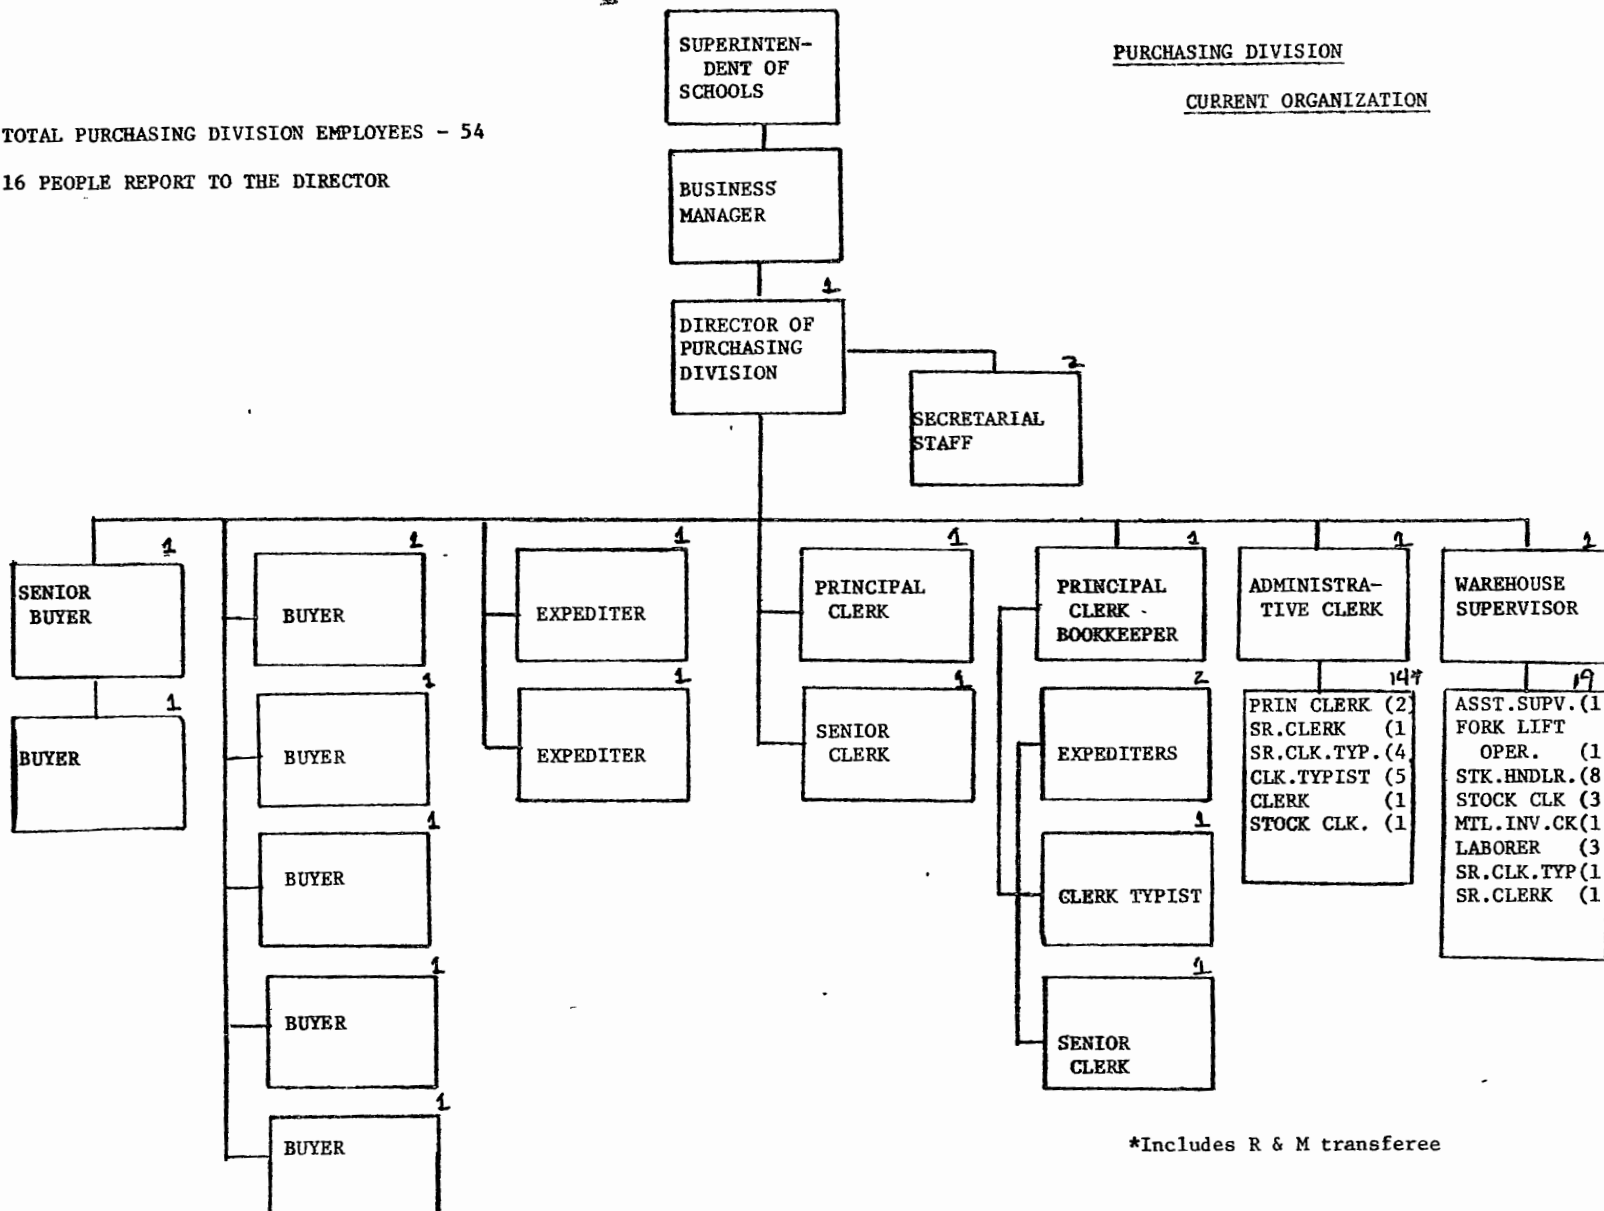 SUPERINTEN-
DENT OF
SCHOOLS
PURCHASING DIVISION
CURRENT ORGANIZATION
TOTAL PURCHASING DIVISION EMPLOYEES - 54
16 PEOPLE REPORT TO THE DIRECTOR
BUSINESS
MANAGER
1
DIRECTOR OF
PURCHASING
DIVISION
2
SECRETARIAL
STAFF
1
SENIOR
BUYER
1
BUYER
1
BUYER
1
BUYER
1
BUYER
1
BUYER
1
BUYER
1
EXPEDITER
1
EXPEDITER
1
PRINCIPAL
CLERK
1
SENIOR
CLERK
1
PRINCIPAL
CLERK -
BOOKKEEPER
2
EXPEDITERS
1
CLERK TYPIST
1
SENIOR
CLERK
1
ADMINISTRA-
TIVE CLERK
14*
PRIN CLERK (2)
SR.CLERK (1
SR.CLK.TYP.(4
CLK.TYPIST (5
CLERK (1
STOCK CLK. (1
1
WAREHOUSE
SUPERVISOR
19
ASST.SUPV.(1
FORK LIFT
OPER. (1
STK.HNDLR.(8
STOCK CLK (3
MTL.INV.CK(1
LABORER (3
SR.CLK.TYP(1
SR.CLERK (1
*Includes R & M transferee